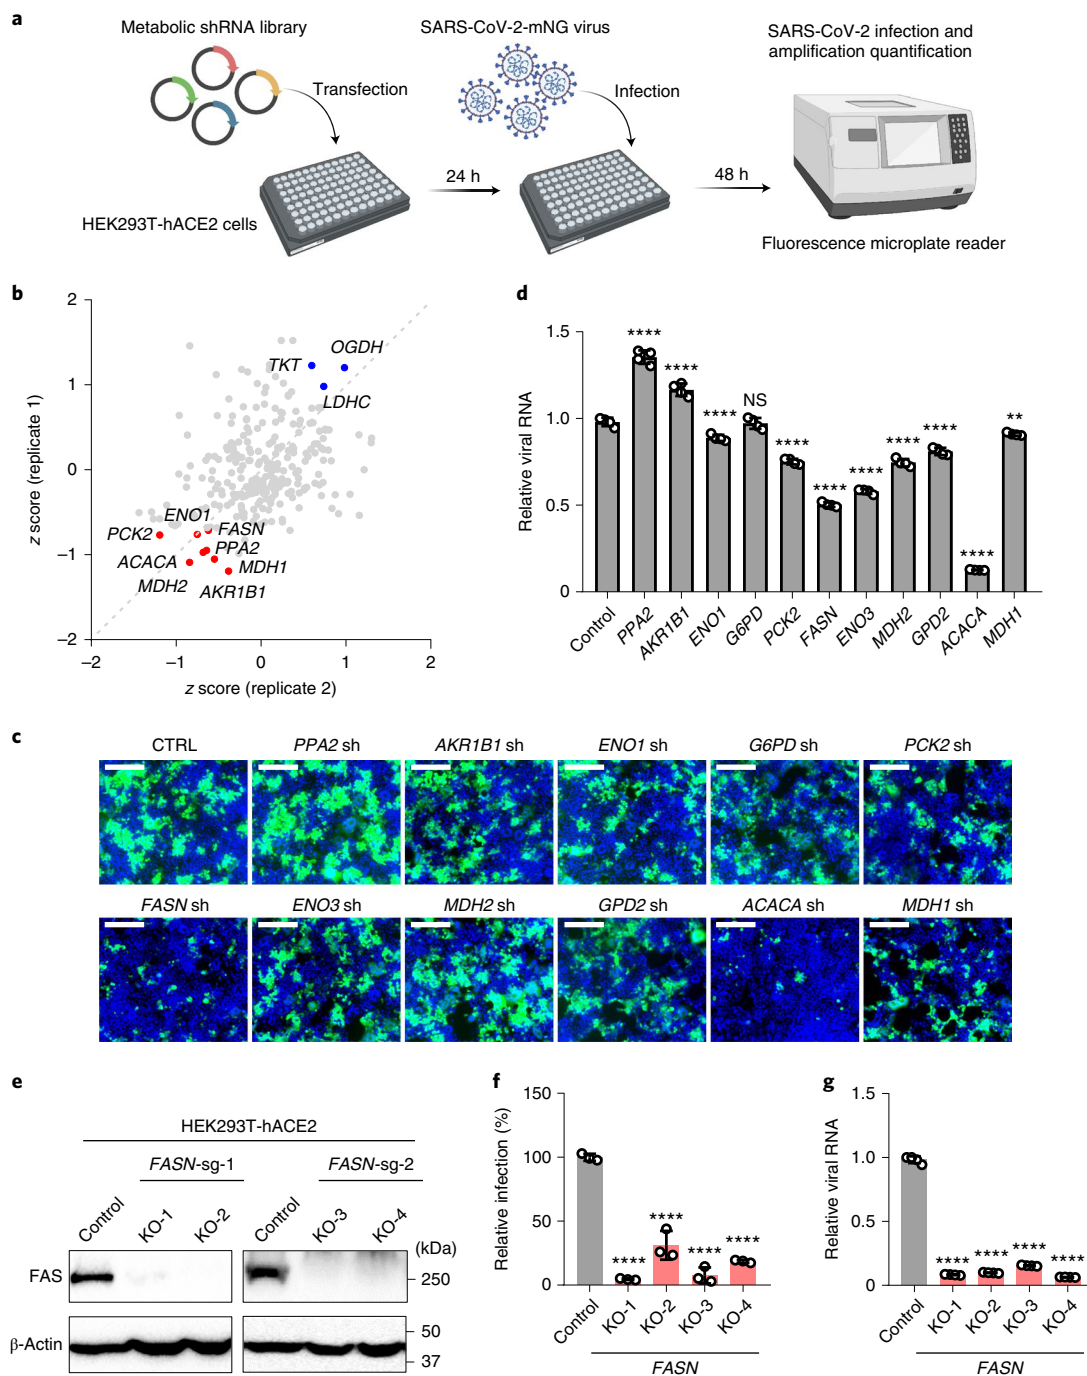 a
Metabolic shRNA library
SARS-CoV-2-mNG virus
SARS-CoV-2 infection and
amplification quantification
Transfection
Infection
24 h
48 h
HEK293T-hACE2 cells
Fluorescence microplate reader
b
z score (replicate 1)
2
1
0
−1
−2
TKT
OGDH
LDHC
ENO1
FASN
PCK2
PPA2
ACACA
MDH1
MDH2
AKR1B1
−2
−1
0
1
2
z score (replicate 2)
d
Relative viral RNA
1.5
1.0
0.5
0
****
****
****
NS
****
****
****
****
****
****
**
Control
PPA2
AKR1B1
ENO1
G6PD
PCK2
FASN
ENO3
MDH2
GPD2
ACACA
MDH1
c
CTRL
PPA2 sh
AKR1B1 sh
ENO1 sh
G6PD sh
PCK2 sh
FASN sh
ENO3 sh
MDH2 sh
GPD2 sh
ACACA sh
MDH1 sh
e
HEK293T-hACE2
FASN-sg-1
FASN-sg-2
Control
KO-1
KO-2
Control
KO-3
KO-4
(kDa)
FAS
250
β-Actin
50
37
f
Relative infection (%)
150
100
50
0
****
****
****
****
Control
KO-1
KO-2
KO-3
KO-4
FASN
g
Relative viral RNA
1.5
1.0
0.5
0
****
****
****
****
Control
KO-1
KO-2
KO-3
KO-4
FASN